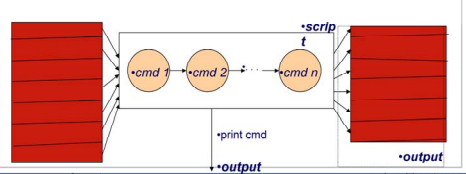 •scrip
t
•cmd 1
•cmd 2
•. . .
•cmd n
•print cmd
•output
•output